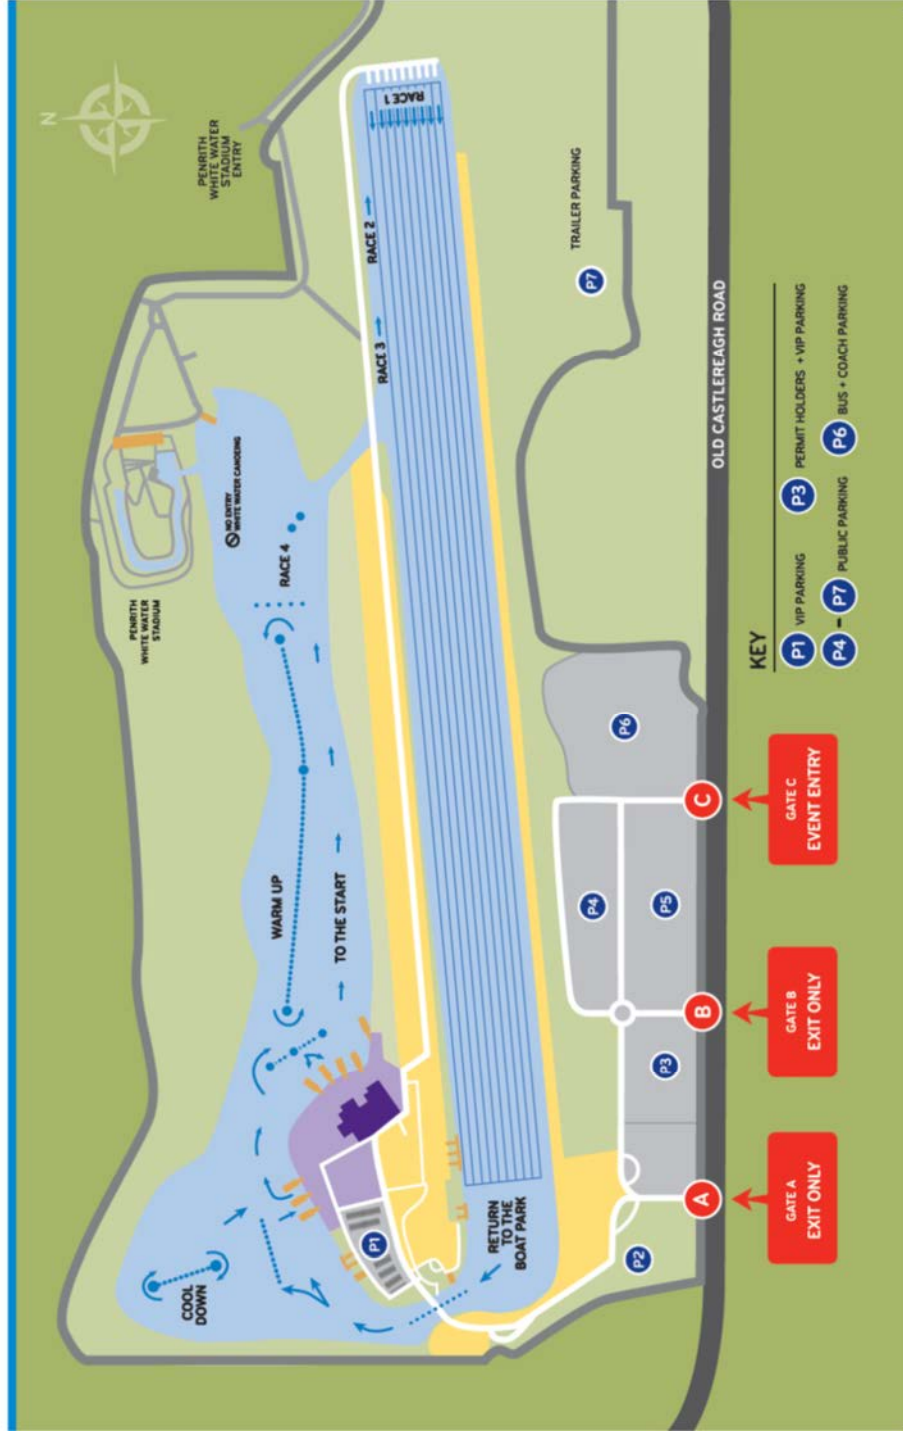 N
PENRITH
WHITE WATER
STADIUM
ENTRY
PENRITH
WHITE WATER
STADIUM
NO ENTRY
WHITE WATER CANOEING
RACE 4
RACE 3
RACE 2
RACE 1
WARM UP
TO THE START
COOL
DOWN
P1
RETURN
TO THE
BOAT PARK
TRAILER PARKING
P7
P2
P3
P4
P5
P6
A
B
C
OLD CASTLEREAGH ROAD
GATE A
EXIT ONLY
GATE B
EXIT ONLY
GATE C
EVENT ENTRY
KEY
P1 VIP PARKING
P3 PERMIT HOLDERS + VIP PARKING
P4 – P7 PUBLIC PARKING
P6 BUS + COACH PARKING